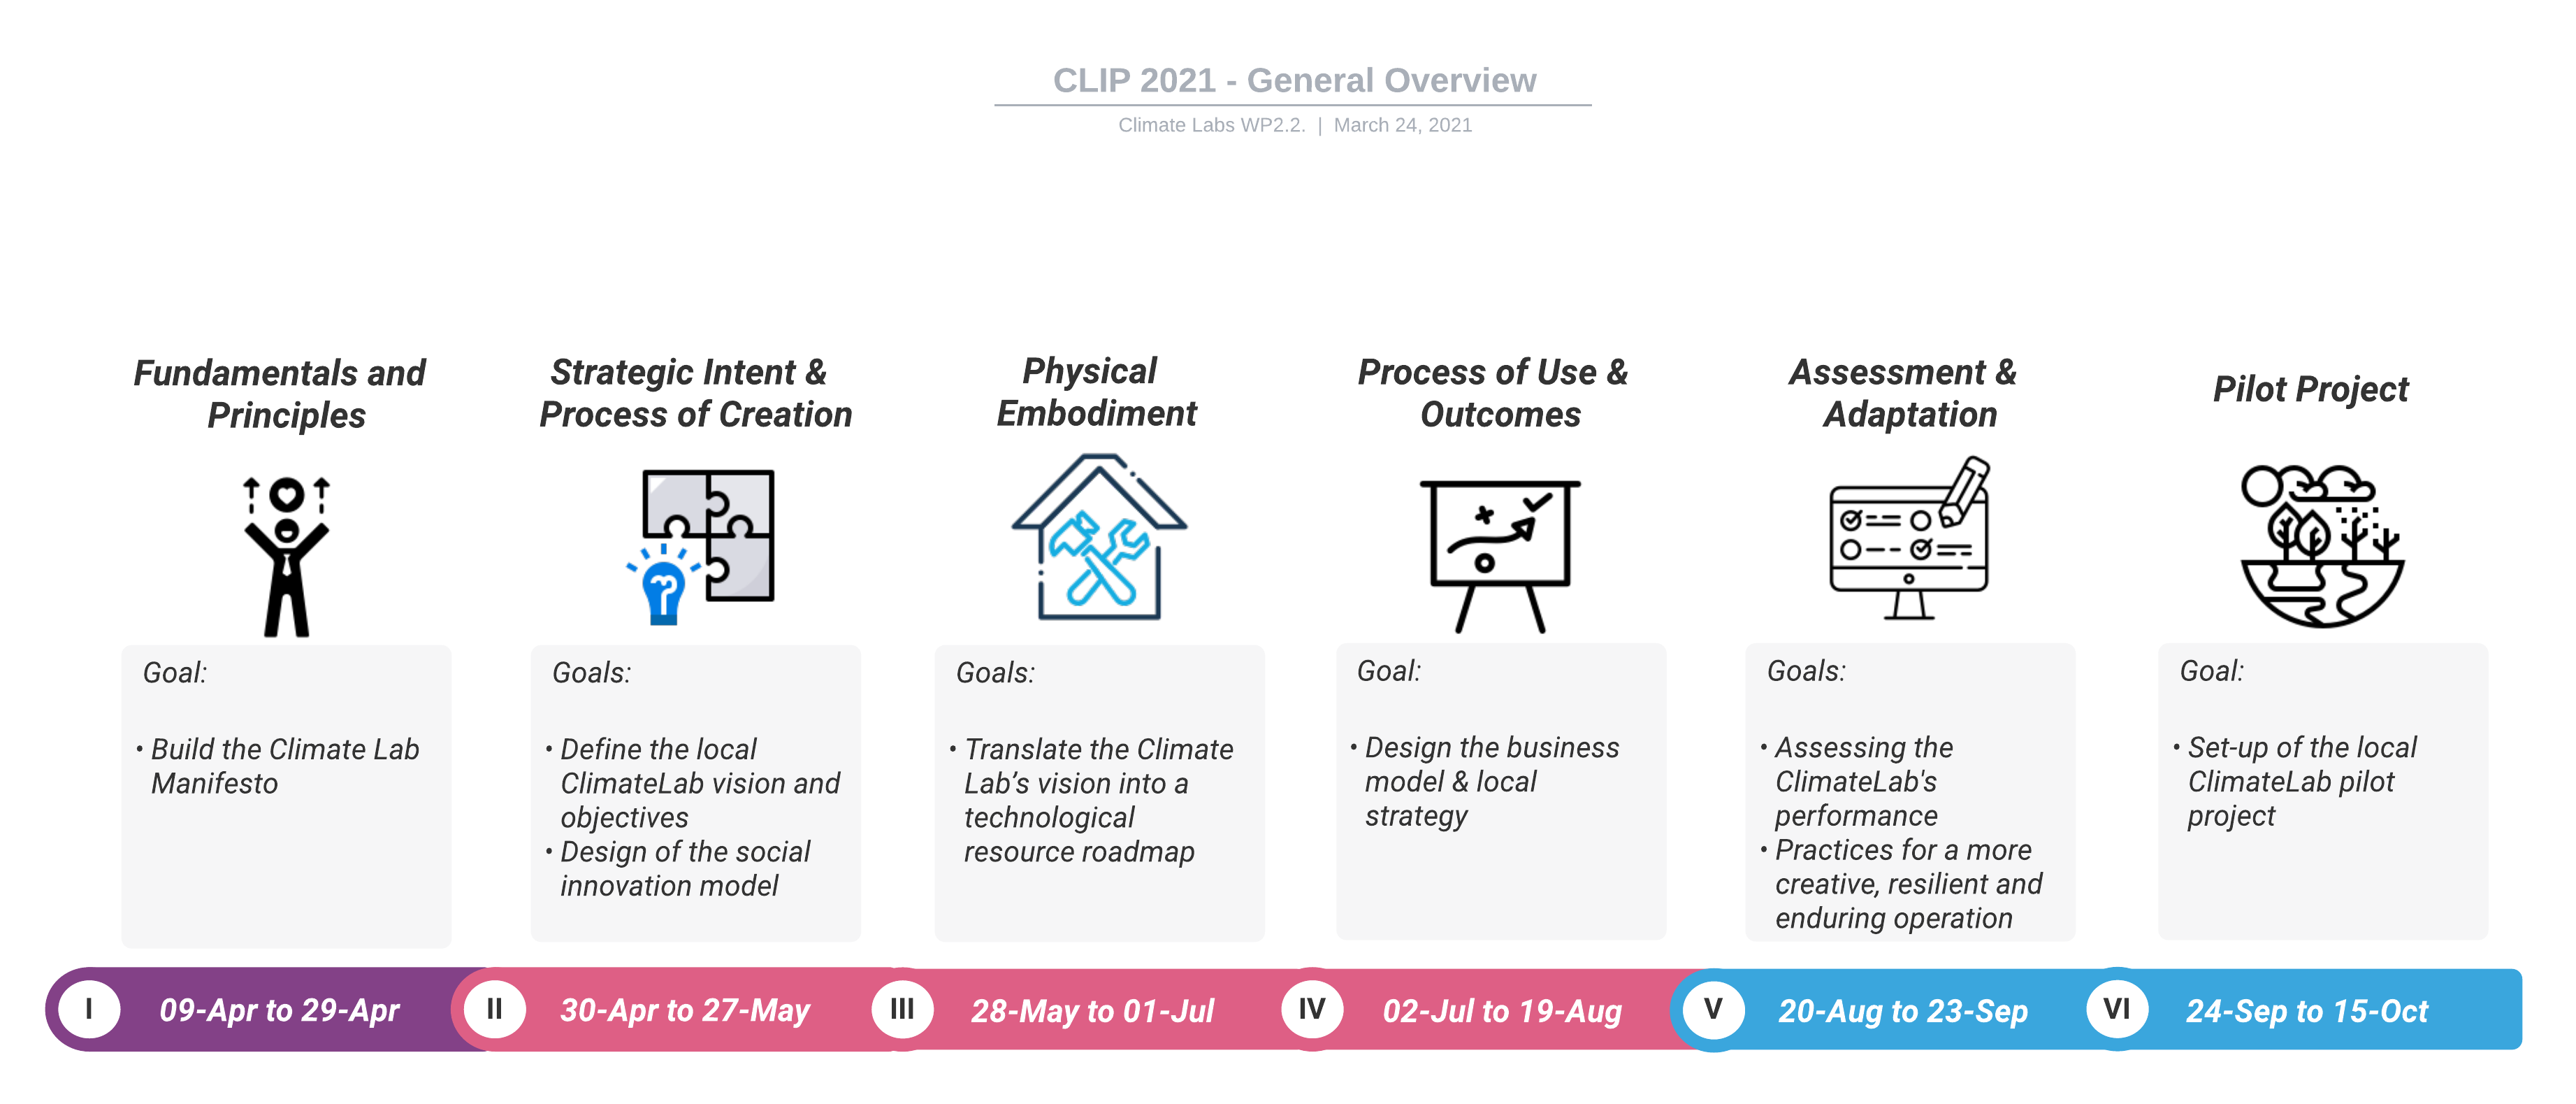 CLIP 2021 - General Overview
Climate Labs WP2.2. | March 24, 2021
Fundamentals and
Principles
Goal:
• Build the Climate Lab
Manifesto
I
09-Apr to 29-Apr
Strategic Intent &
Process of Creation
Goals:
• Define the local
ClimateLab vision and
objectives
• Design of the social
innovation model
II
30-Apr to 27-May
Physical
Embodiment
Goals:
• Translate the Climate
Lab’s vision into a
technological
resource roadmap
III
28-May to 01-Jul
Process of Use &
Outcomes
Goal:
• Design the business
model & local
strategy
IV
02-Jul to 19-Aug
Assessment &
Adaptation
Goals:
• Assessing the
ClimateLab's
performance
• Practices for a more
creative, resilient and
enduring operation
V
20-Aug to 23-Sep
Pilot Project
Goal:
• Set-up of the local
ClimateLab pilot
project
VI
24-Sep to 15-Oct